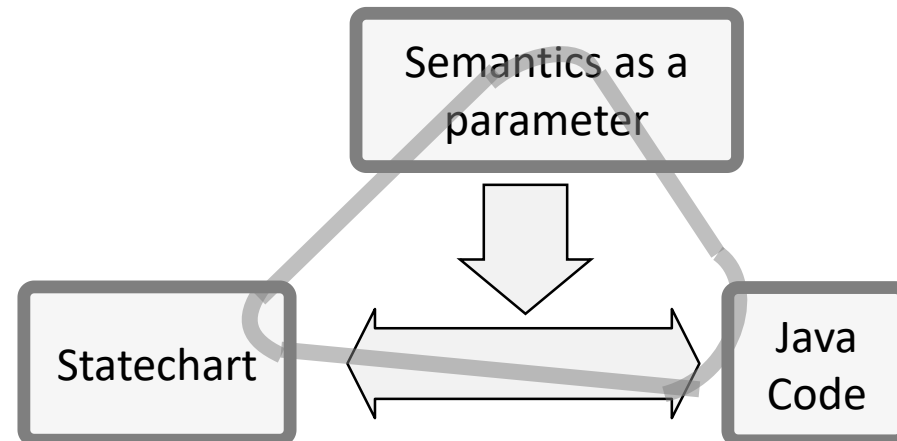 Semantics as a
parameter
Statechart
Java
Code